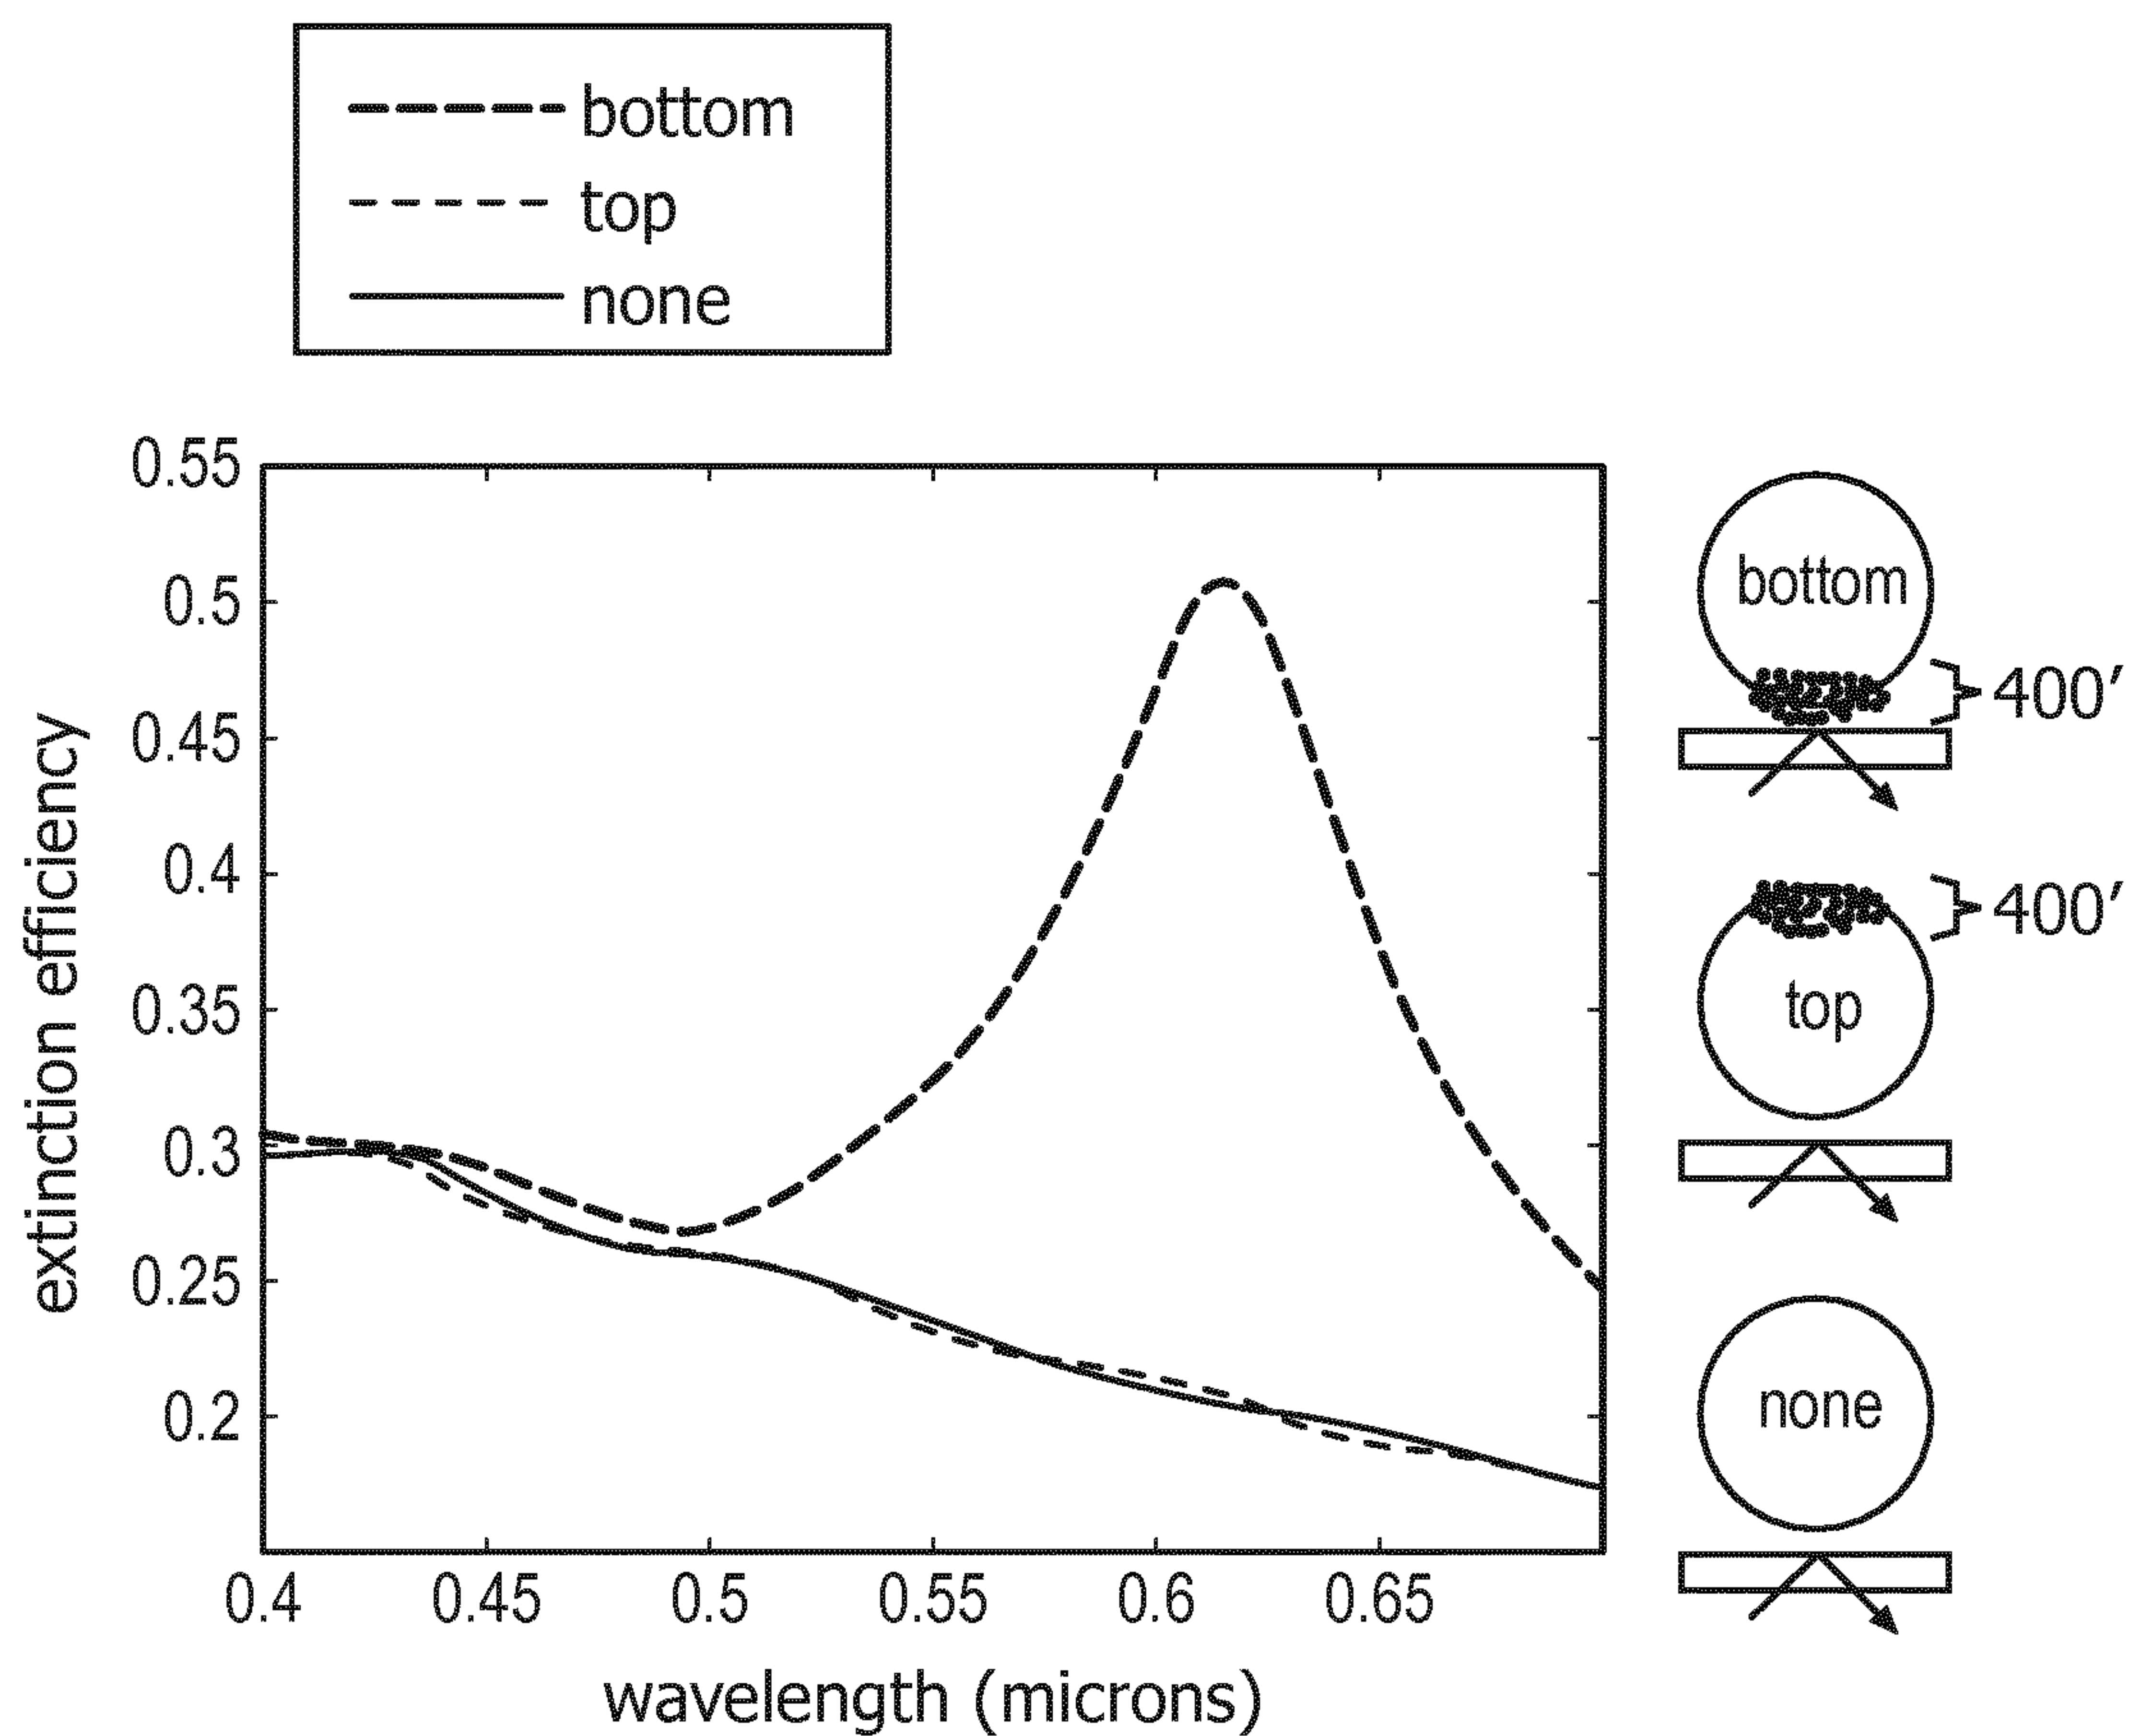 bottom
top
none
extinction efficiency
0.55
0.5
0.45
0.4
0.35
0.3
0.25
0.2
0.4 0.45 0.5 0.55 0.6 0.65
wavelength (microns)
bottom
400′
400′
top
none